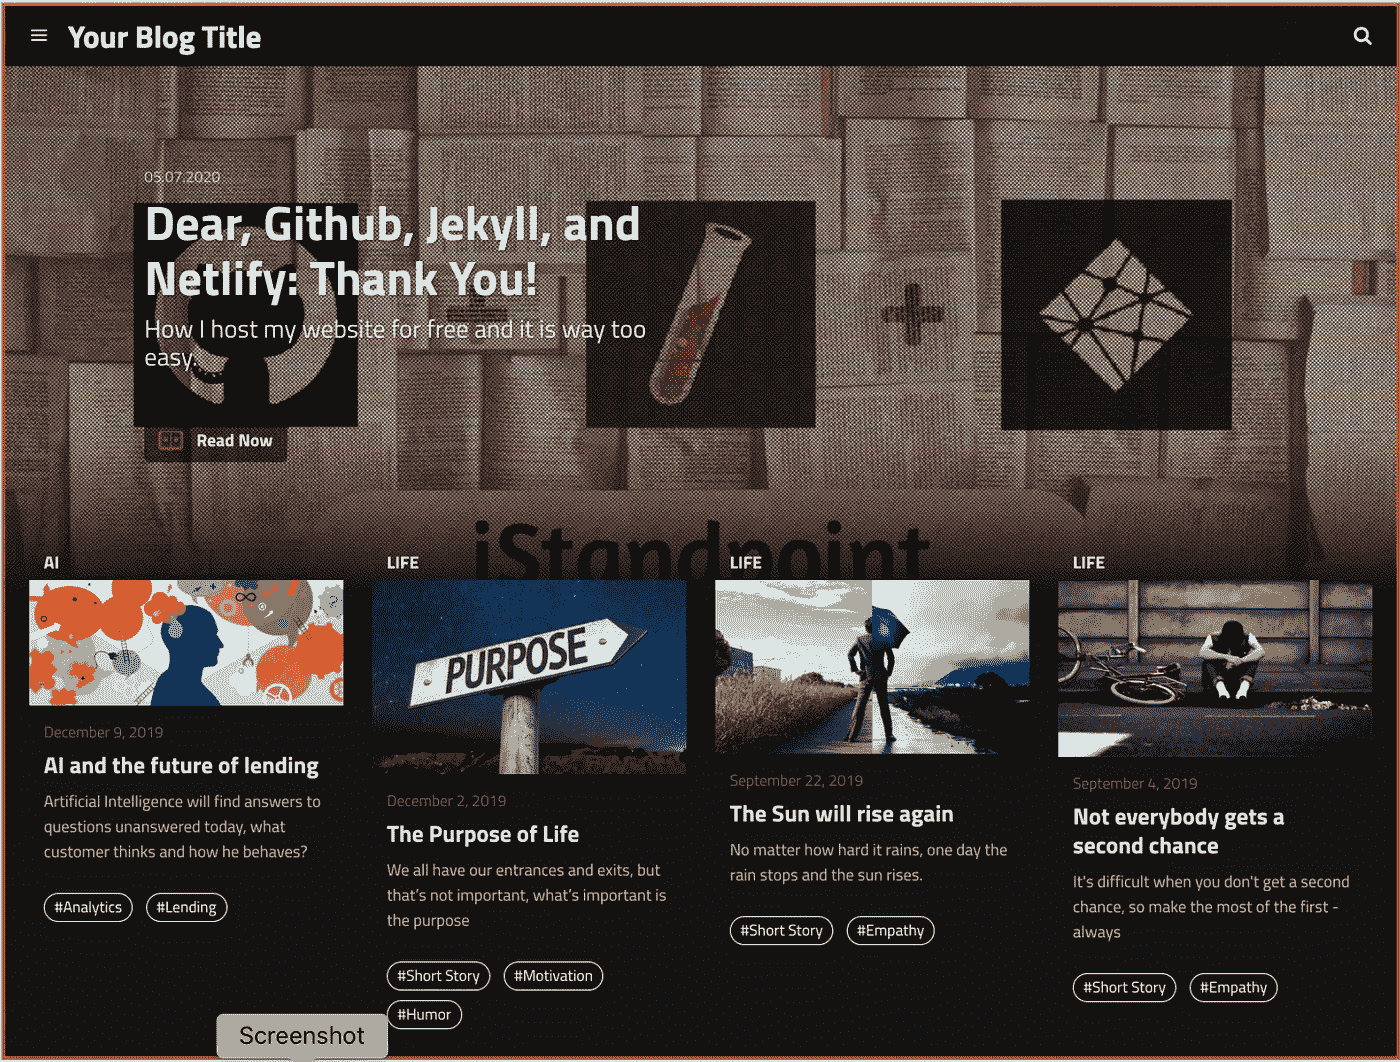 Your Blog Title
05.07.2020
Dear, Github, Jekyll, and
Netlify: Thank You!
How I host my website for free and it is way too
easy.
Read Now
iStandpoint
AI
December 9, 2019
AI and the future of lending
Artificial Intelligence will find answers to
questions unanswered today, what
customer thinks and how he behaves?
#Analytics #Lending
LIFE
PURPOSE
December 2, 2019
The Purpose of Life
We all have our entrances and exits, but
that's not important, what's important is
the purpose
#Short Story #Motivation
#Humor
LIFE
September 22, 2019
The Sun will rise again
No matter how hard it rains, one day the
rain stops and the sun rises.
#Short Story #Empathy
LIFE
September 4, 2019
Not everybody gets a
second chance
It's difficult when you don't get a second
chance, so make the most of the first -
always
#Short Story #Empathy
Screenshot